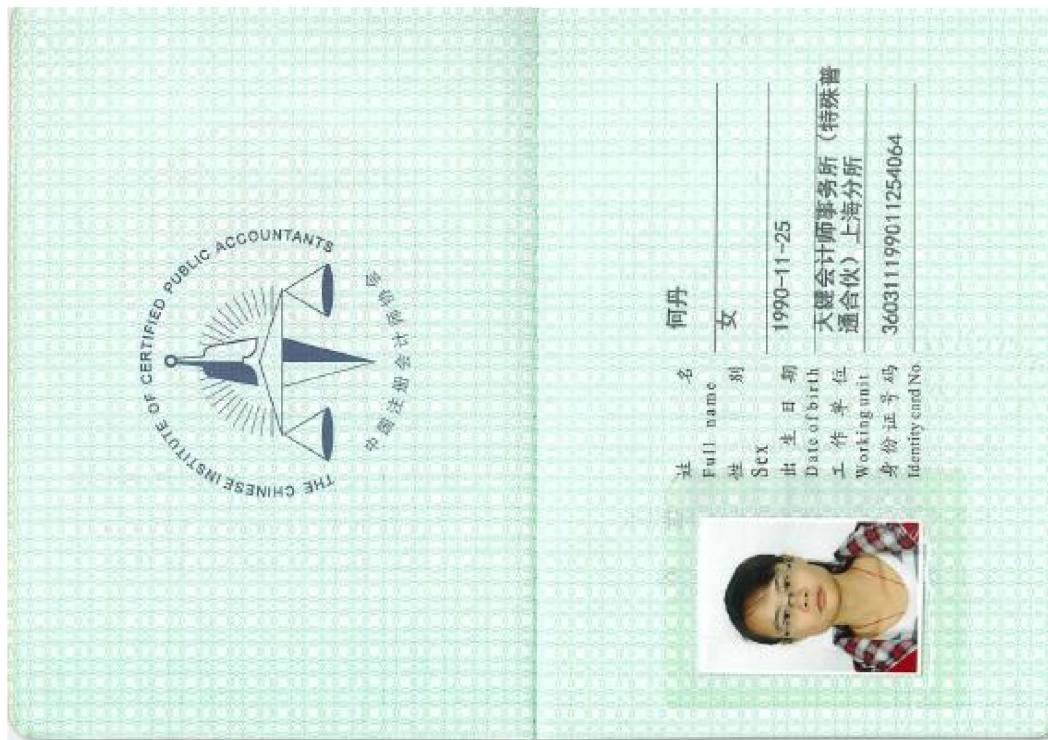 THE CHINESE INSTITUTE OF CERTIFIED PUBLIC ACCOUNTANTS
中国注册会计师协会
姓 名 何丹
Full name
性 别 女
Sex
出 生 日 期 1990-11-25
Date of birth
工 作 单 位 天健会计师事务所（特殊普
通合伙）上海分所
Working unit
身 份 证 号 码 360311199011254064
Identity card No.